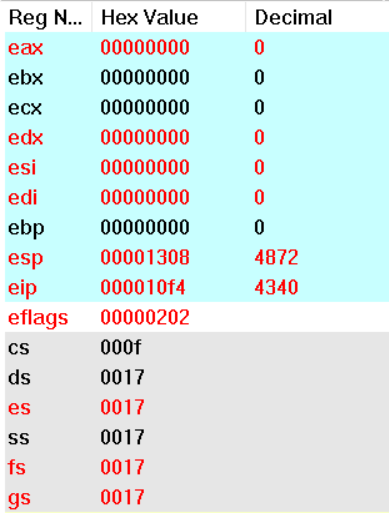 Reg N... Hex Value Decimal
eax 00000000 0
ebx 00000000 0
ecx 00000000 0
edx 00000000 0
esi 00000000 0
edi 00000000 0
ebp 00000000 0
esp 00001308 4872
eip 000010f4 4340
eflags 00000202
cs 000f
ds 0017
es 0017
ss 0017
fs 0017
gs 0017